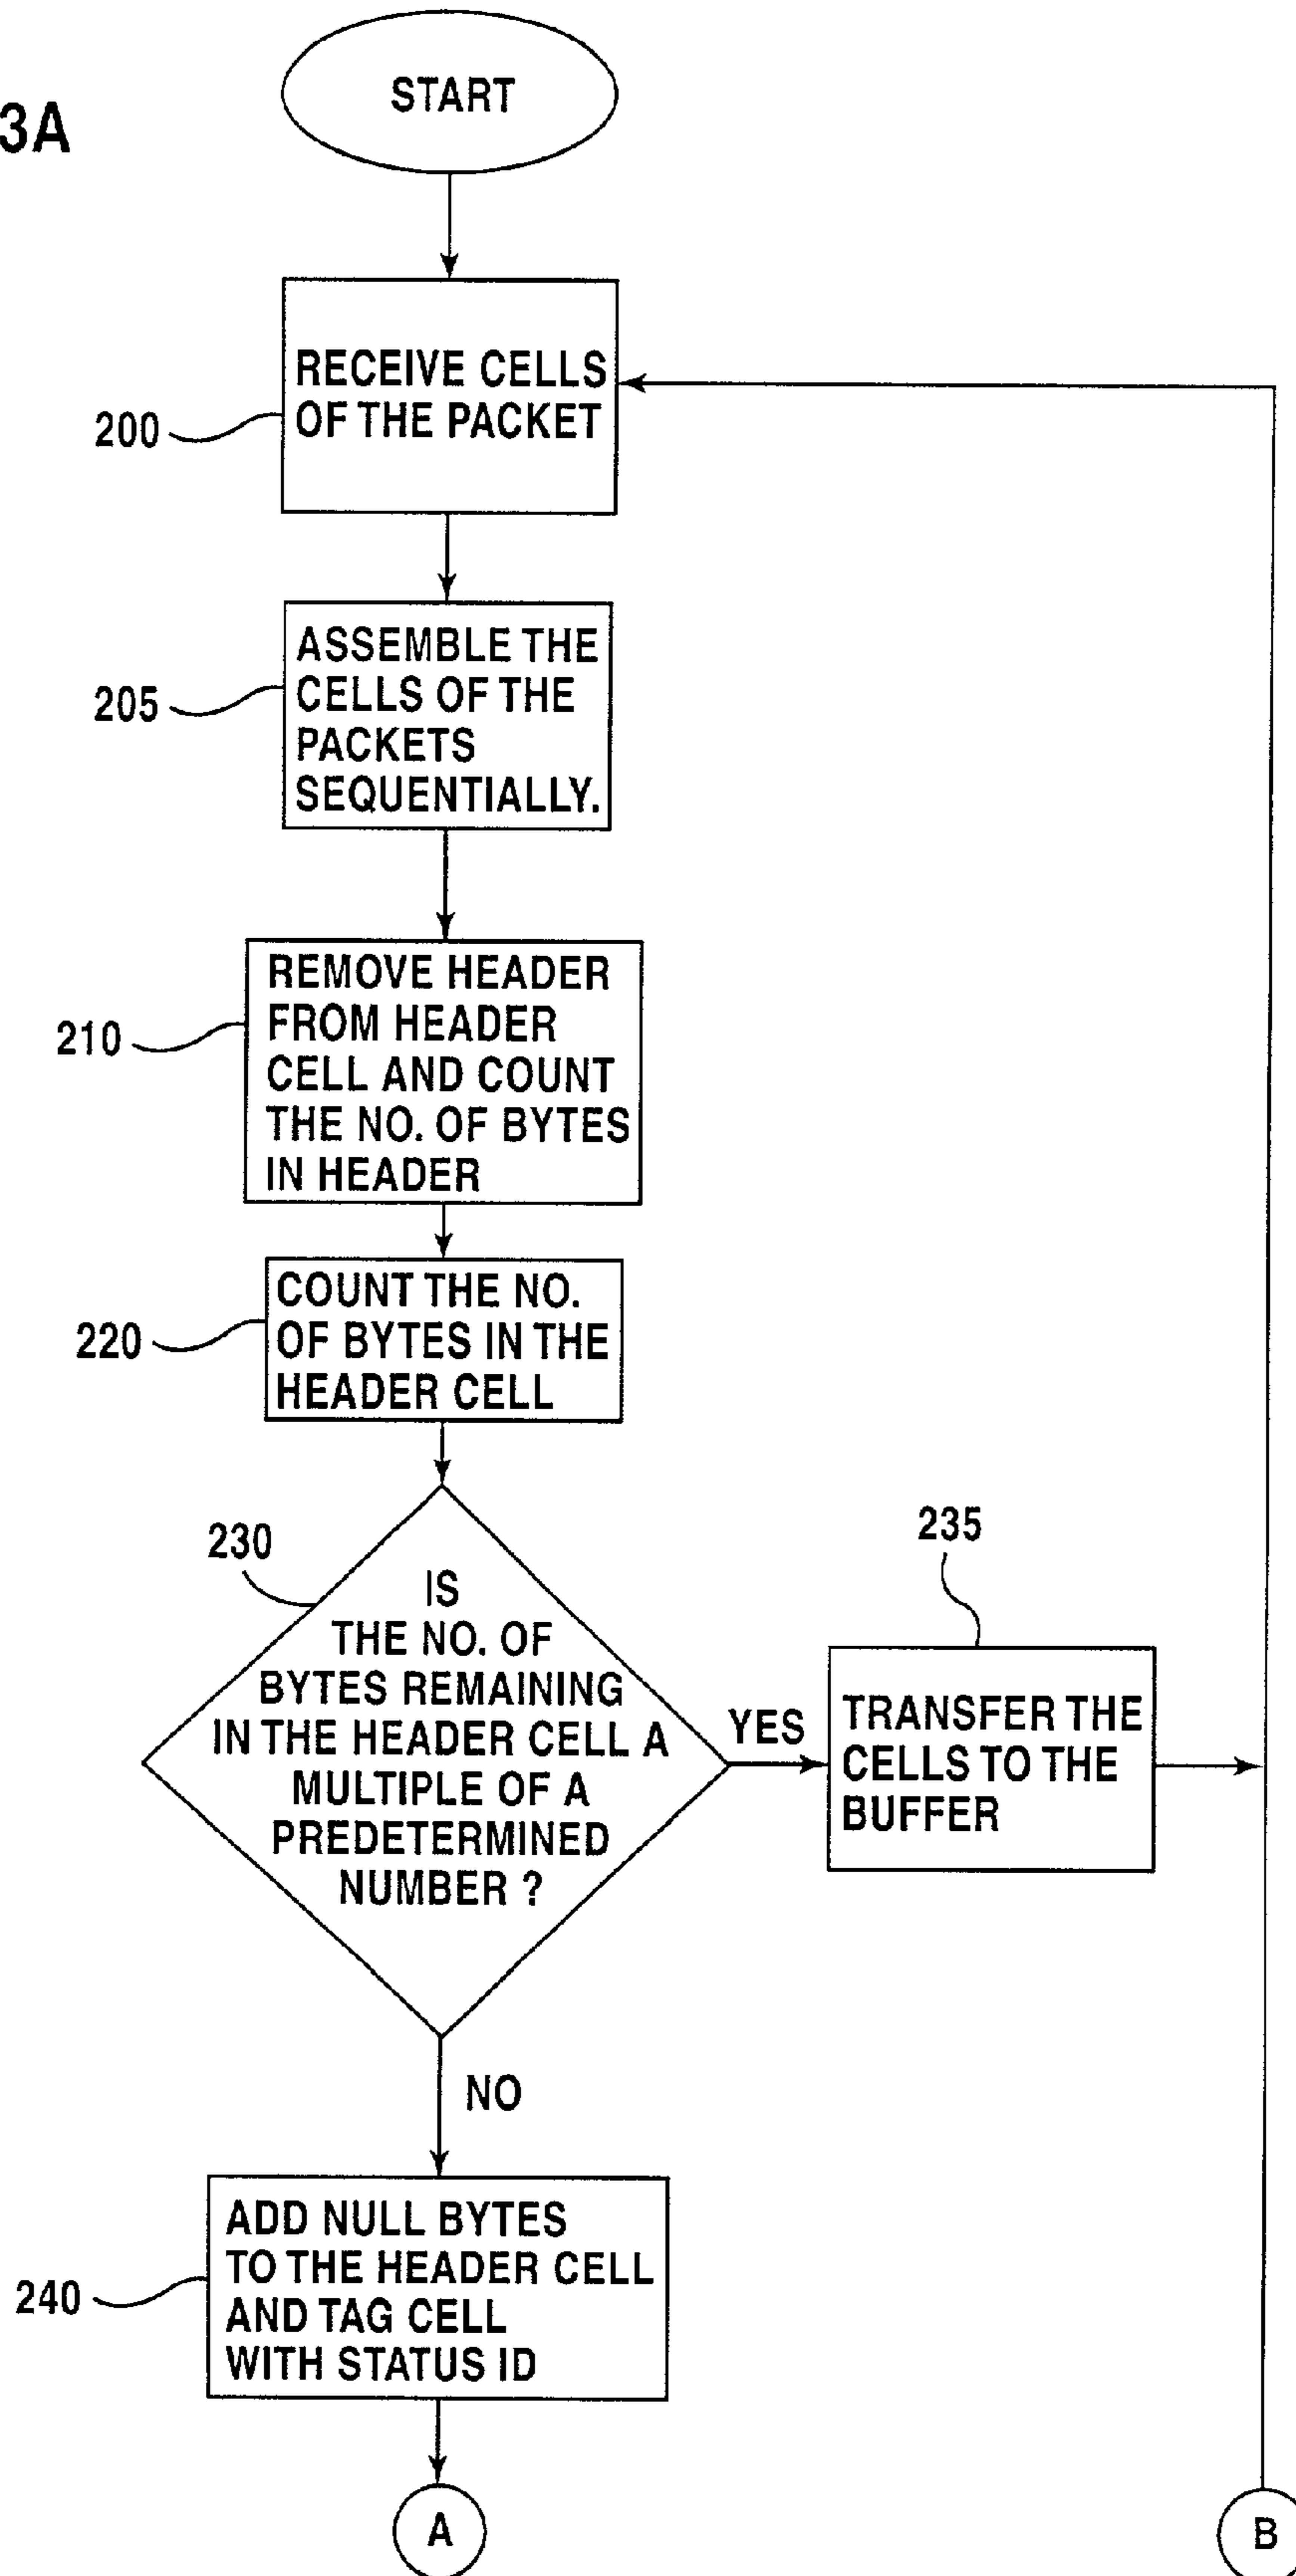 3A
START
RECEIVE CELLS
OF THE PACKET
200
ASSEMBLE THE
CELLS OF THE
PACKETS
SEQUENTIALLY.
205
REMOVE HEADER
FROM HEADER
CELL AND COUNT
THE NO. OF BYTES
IN HEADER
210
COUNT THE NO.
OF BYTES IN THE
HEADER CELL
220
230
IS
THE NO. OF
BYTES REMAINING
IN THE HEADER CELL A
MULTIPLE OF A
PREDETERMINED
NUMBER ?
YES
235
TRANSFER THE
CELLS TO THE
BUFFER
NO
ADD NULL BYTES
TO THE HEADER CELL
AND TAG CELL
WITH STATUS ID
240
A
B